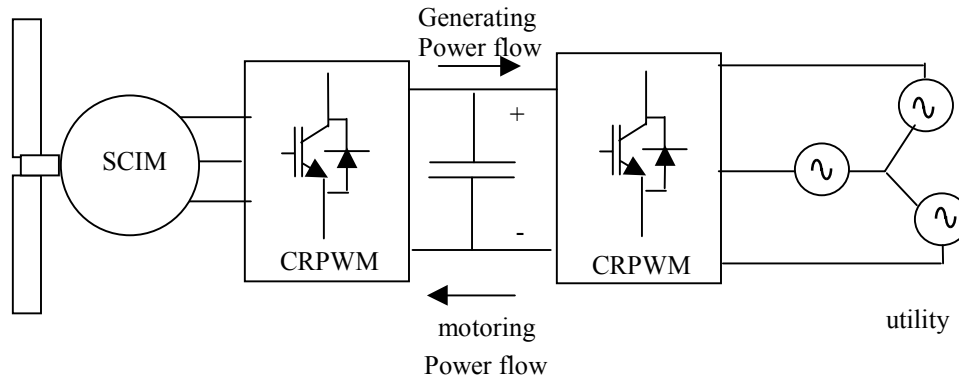 Generating
Power flow
SCIM
+
-
CRPWM
CRPWM
motoring
Power flow
utility